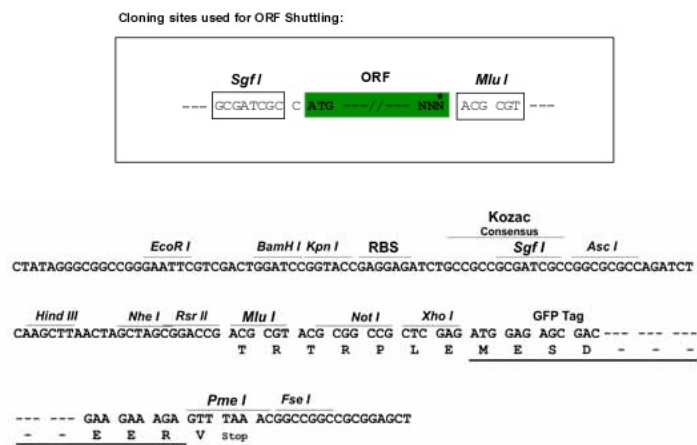 Cloning sites used for ORF Shuttling:
Sgf I ORF Mlu I
--- GCGATCGC C ATG ---//--- NNN* ACG CGT ---
Kozac
Consensus
EcoR I BamH I Kpn I RBS Sgf I Asc I
CTATAGGGCGGCCGGGAATTCGTCGACTGGATCCGGTACCGAGGAGATCTGCCGCCGCGATCGCCGGCGCGCCAGATCT
Hind III Nhe I Rsr II Mlu I Not I Xho I GFP Tag
CAAGCTTAACTAGCTAGCGGACCG ACG CGT ACG CGG CCG CTC GAG ATG GAG AGC GAC --- ---
T R T R P L E M E S D - - -
Pme I Fse I
--- --- GAA GAA AGA GTT TAA ACGGCCGGCCGCGGAGCT
- - E E R V Stop